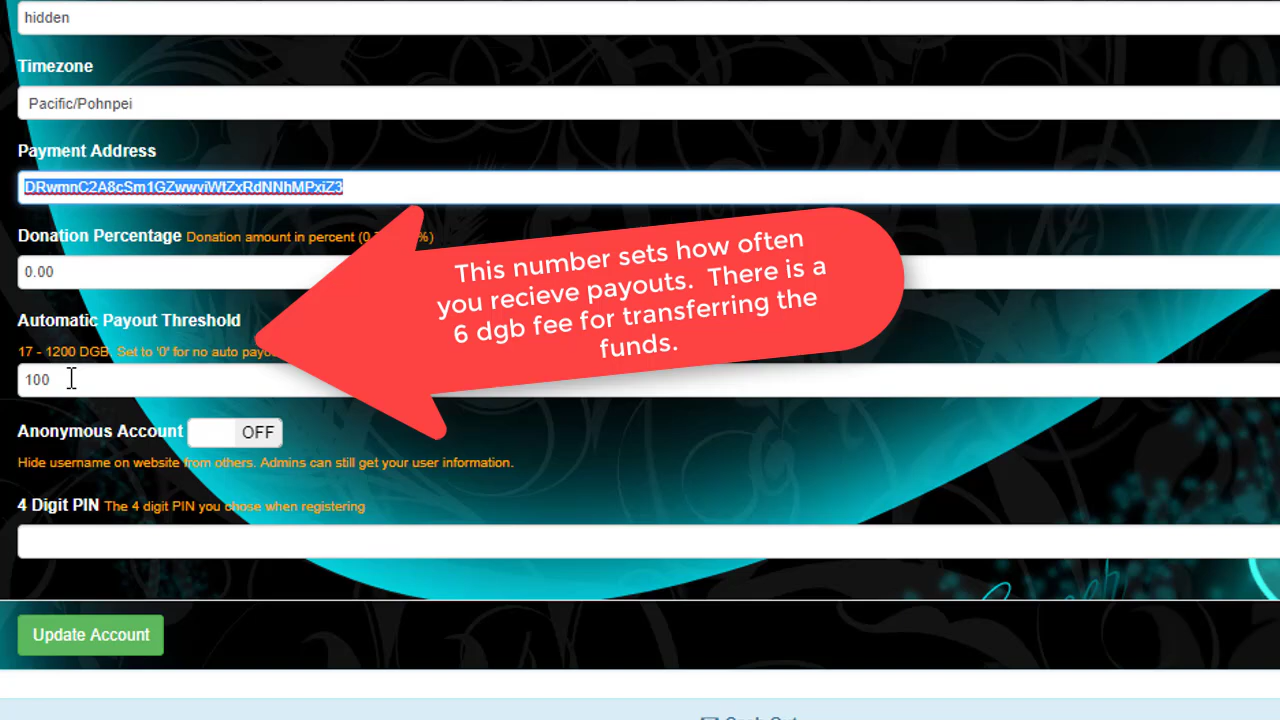 hidden
Timezone
Pacific/Pohnpei
Payment Address
DRwmnC2A8cSm1GZwwviWtZxRdNNhMPxiZ3
Donation Percentage Donation amount in percent (0. %)
0.00
This number sets how often
you recieve payouts. There is a
6 dgb fee for transferring the
funds.
Automatic Payout Threshold
17 - 1200 DGB. Set to '0' for no auto
100
Anonymous Account OFF
Hide username on website from others. Admins can still get your user information.
4 Digit PIN The 4 digit PIN you chose when registering
Update Account